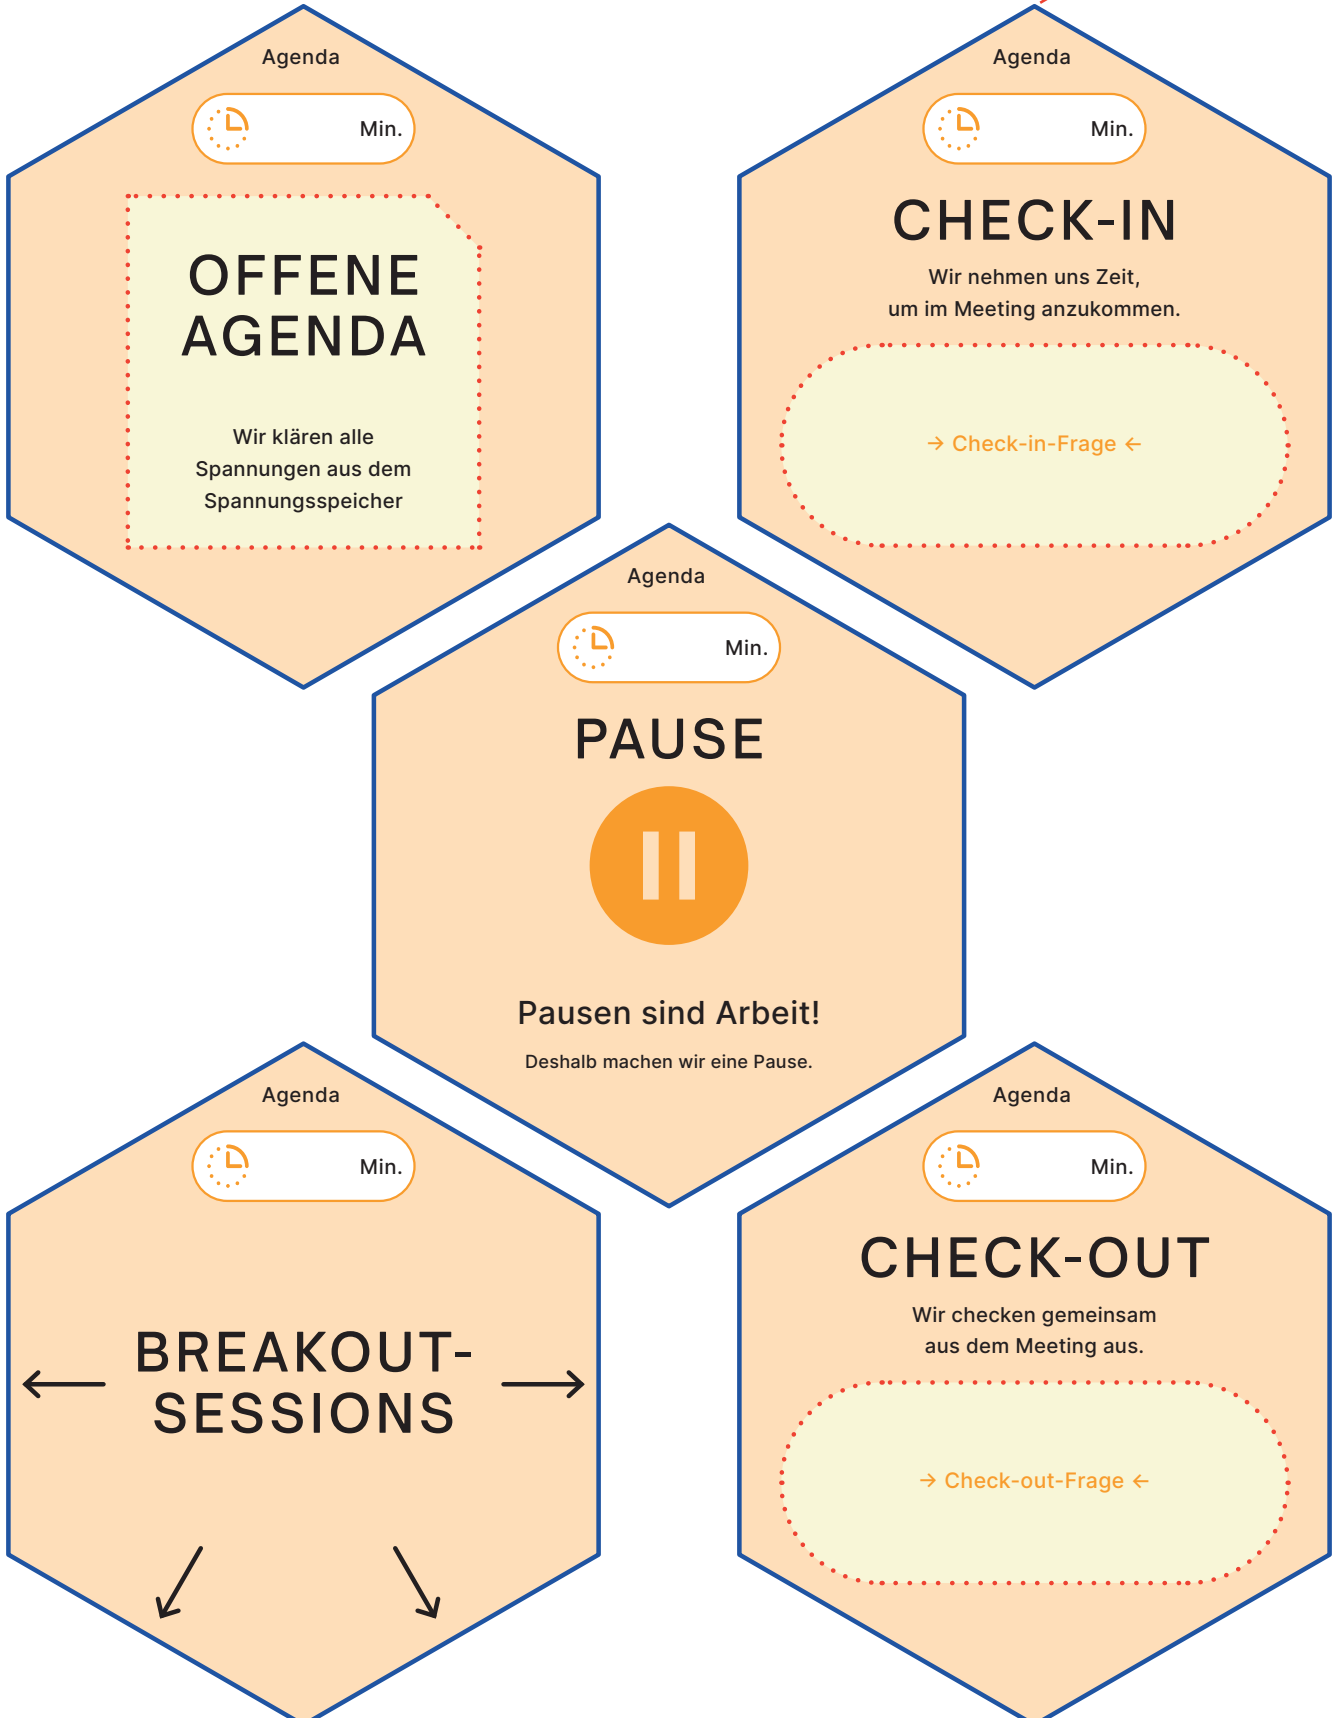 Agenda
Min.
OFFENE
AGENDA
Wir klären alle
Spannungen aus dem
Spannungsspeicher
Agenda
Min.
CHECK-IN
Wir nehmen uns Zeit,
um im Meeting anzukommen.
→ Check-in-Frage ←
Agenda
Min.
PAUSE
Pausen sind Arbeit!
Deshalb machen wir eine Pause.
Agenda
Min.
BREAKOUT-
SESSIONS
Agenda
Min.
CHECK-OUT
Wir checken gemeinsam
aus dem Meeting aus.
→ Check-out-Frage ←